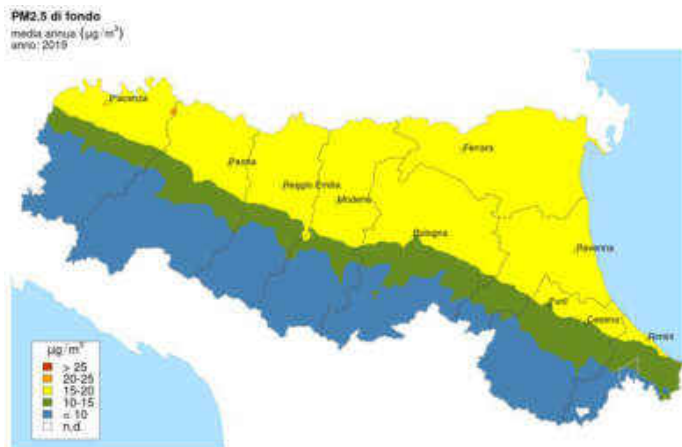 PM2.5 di fondo
media annua (µg/m³)
anno: 2019
Piacenza
Parma
Reggio Emilia
Modena
Ferrara
Bologna
Ravenna
Forlì
Cesena
Rimini
µg/m³
> 25
20-25
15-20
10-15
< 10
n.d.